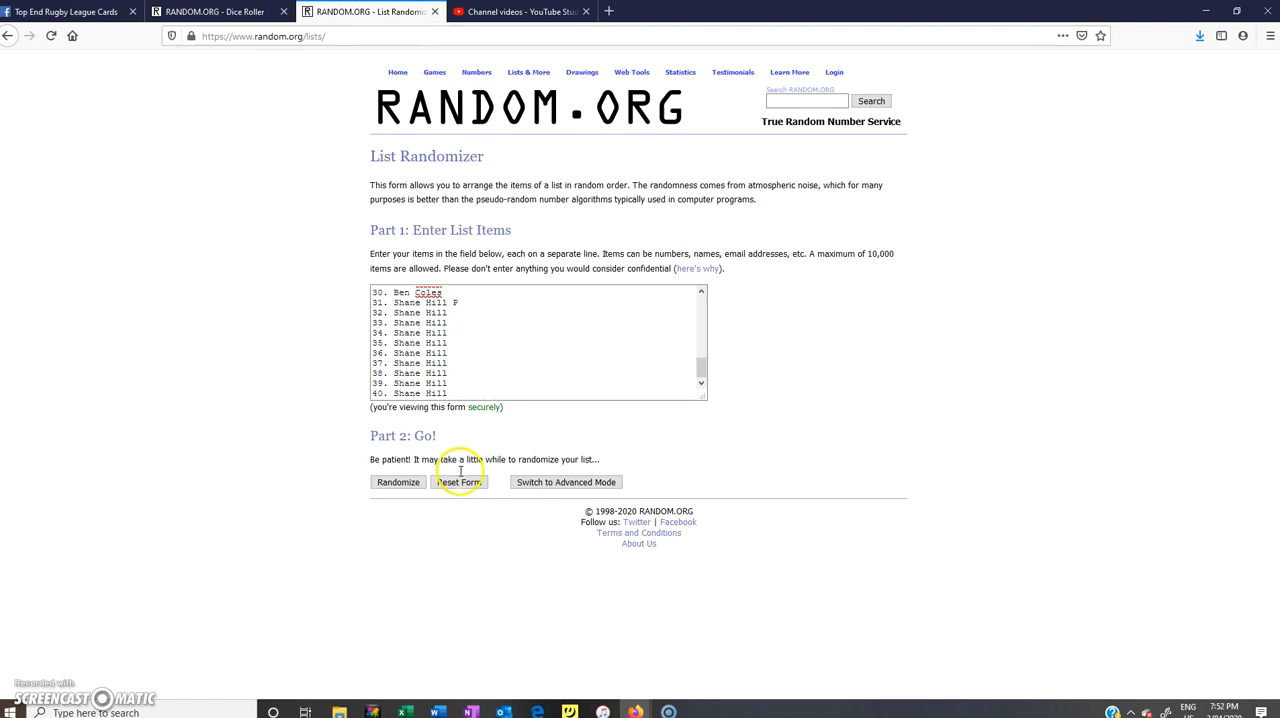 Top End Rugby League Cards
RANDOM.ORG - Dice Roller
RANDOM.ORG - List Randomiz
Channel videos - YouTube Stud
https://www.random.org/lists/
Home Games Numbers Lists & More Drawings Web Tools Statistics Testimonials Learn More Login
RANDOM.ORG
Search RANDOM.ORG
Search
True Random Number Service
List Randomizer
This form allows you to arrange the items of a list in random order. The randomness comes from atmospheric noise, which for many
purposes is better than the pseudo-random number algorithms typically used in computer programs.
Part 1: Enter List Items
Enter your items in the field below, each on a separate line. Items can be numbers, names, email addresses, etc. A maximum of 10,000
items are allowed. Please don't enter anything you would consider confidential (here's why).
30. Ben Coles
31. Shane Hill P
32. Shane Hill
33. Shane Hill
34. Shane Hill
35. Shane Hill
36. Shane Hill
37. Shane Hill
38. Shane Hill
39. Shane Hill
40. Shane Hill
(you're viewing this form securely)
Part 2: Go!
Be patient! It may take a little while to randomize your list...
Randomize Reset Form Switch to Advanced Mode
© 1998-2020 RANDOM.ORG
Follow us: Twitter | Facebook
Terms and Conditions
About Us
Recorded with
SCREENCAST-O-MATIC
Type here to search
ENG
US
7:52 PM